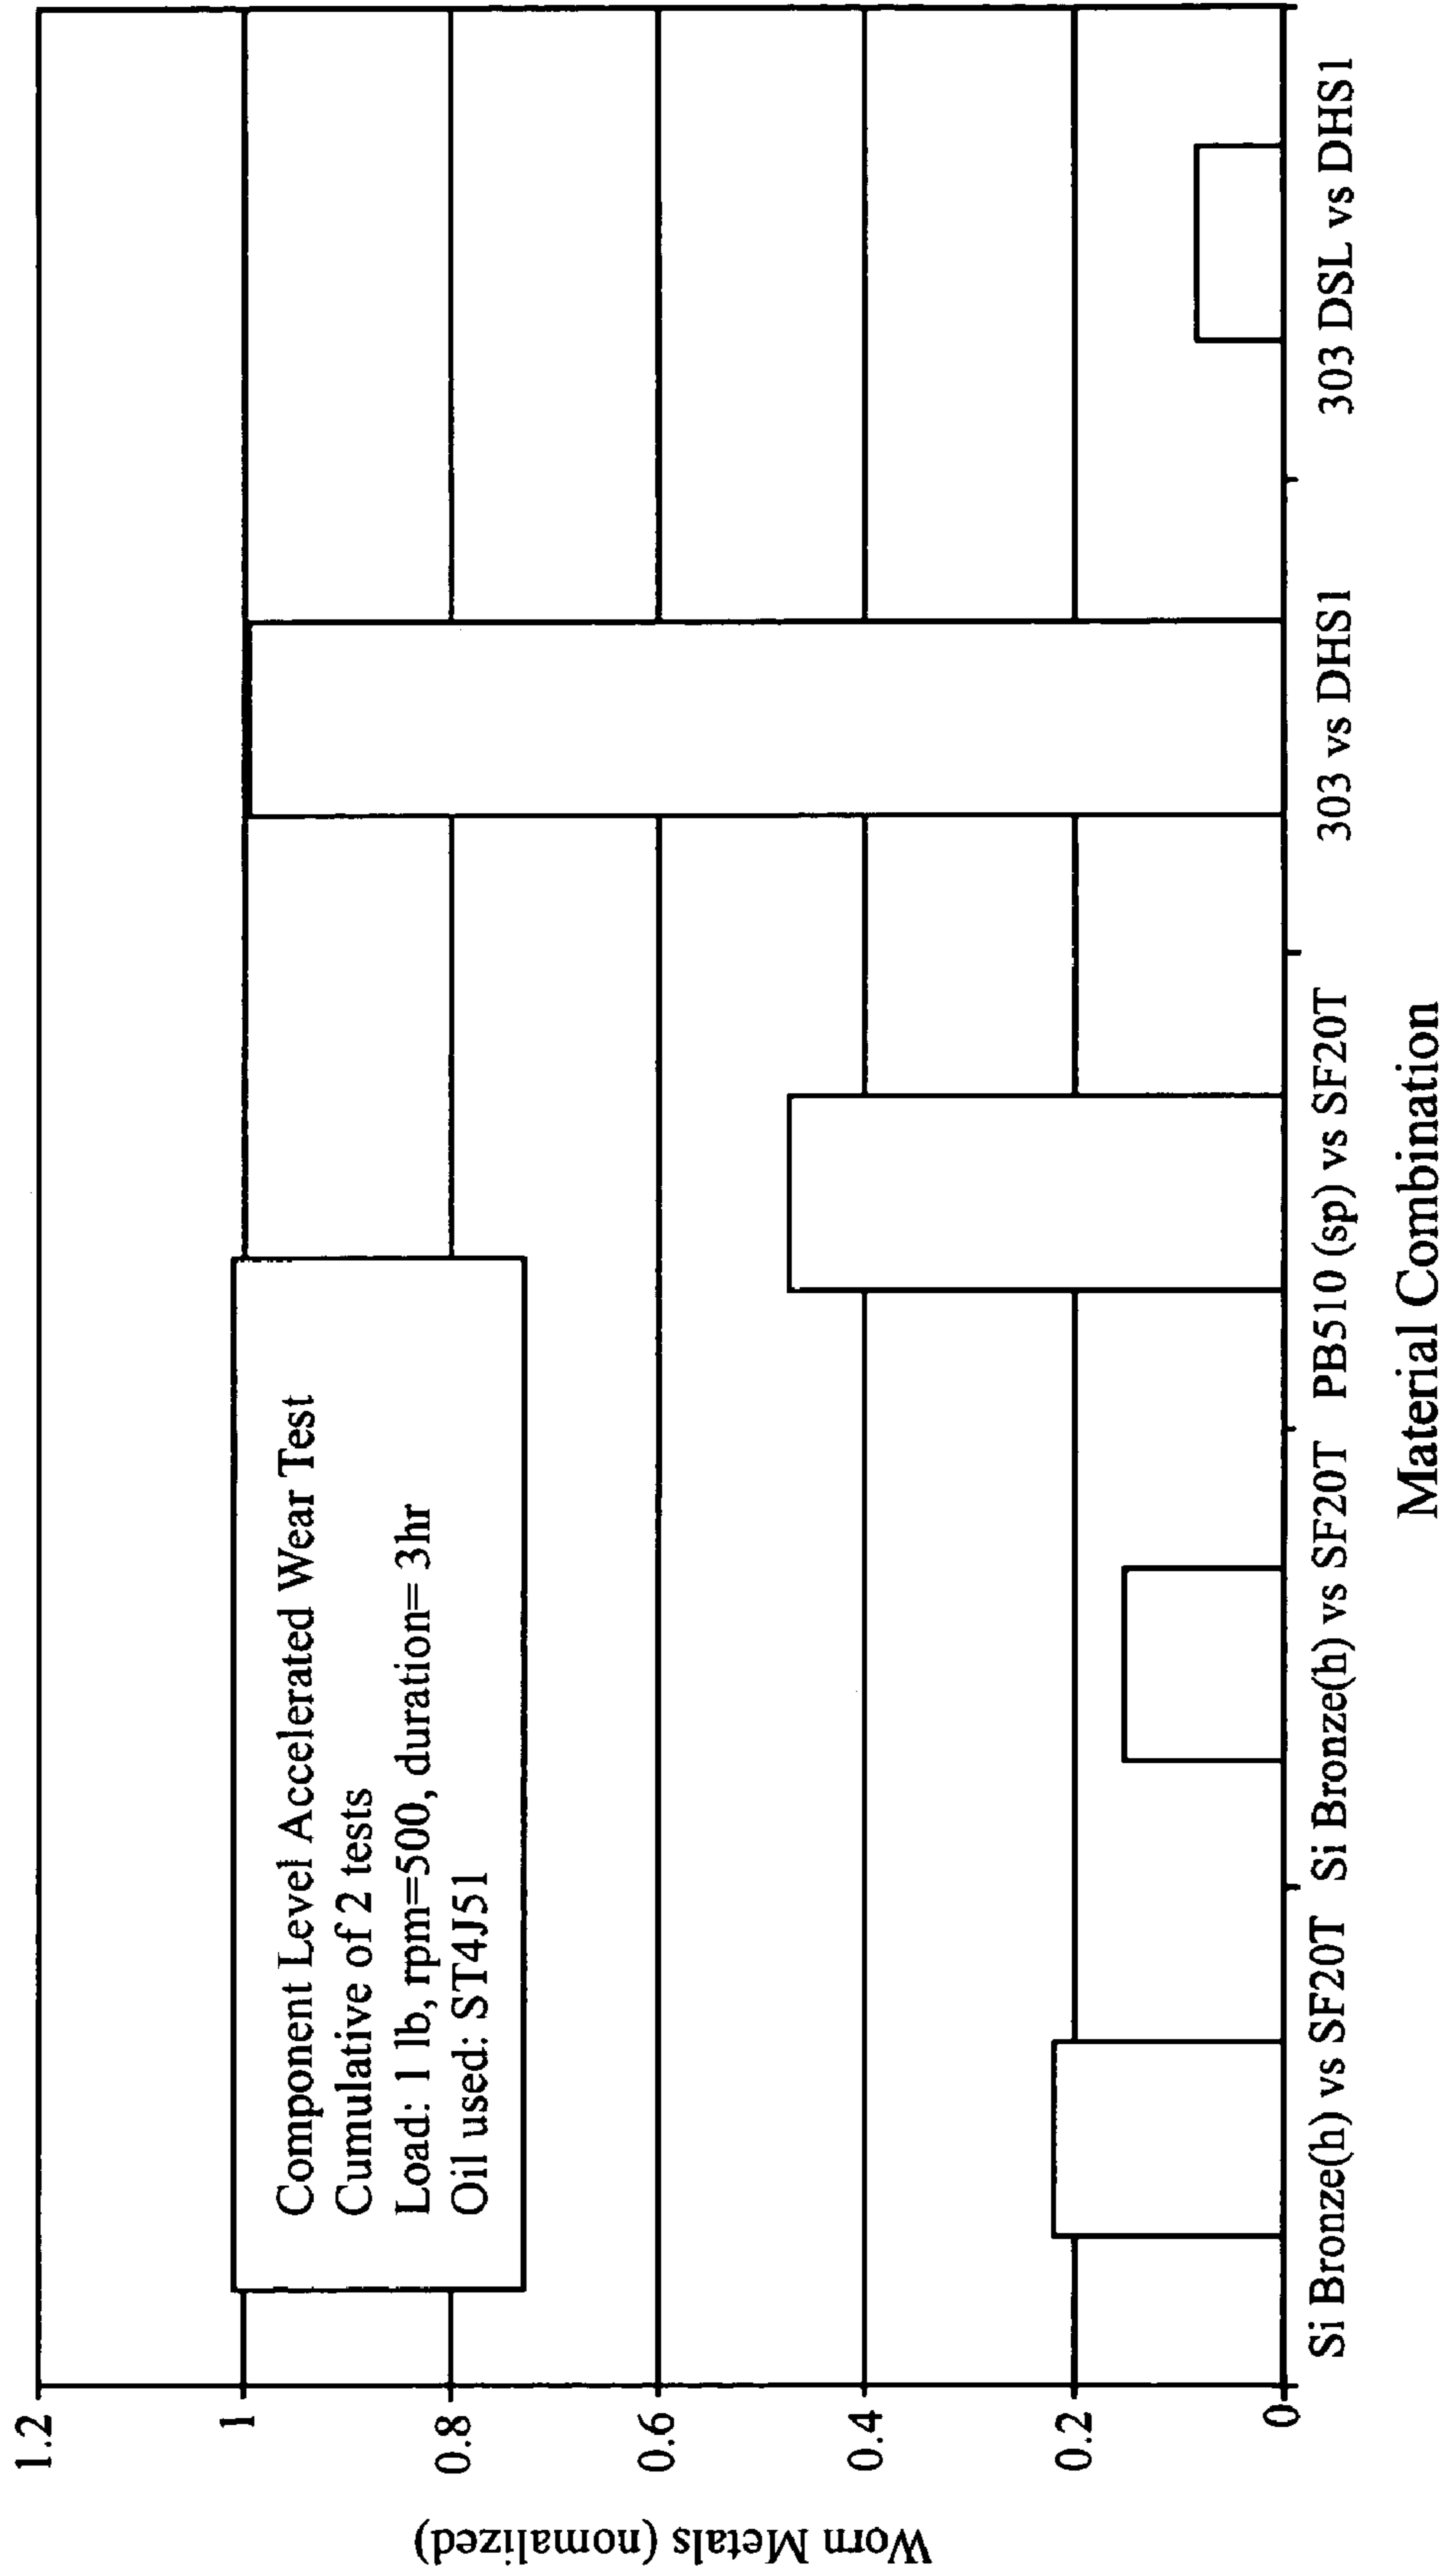 1.2
1
0.8
0.6
0.4
0.2
0
Worn Metals (nomalized)
Component Level Accelerated Wear Test
Cumulative of 2 tests
Load: 1 lb, rpm=500, duration= 3hr
Oil used: ST4J51
Si Bronze(h) vs SF20T
Si Bronze(h) vs SF20T
PB510 (sp) vs SF20T
303 vs DHS1
303 DSL vs DHS1
Material Combination